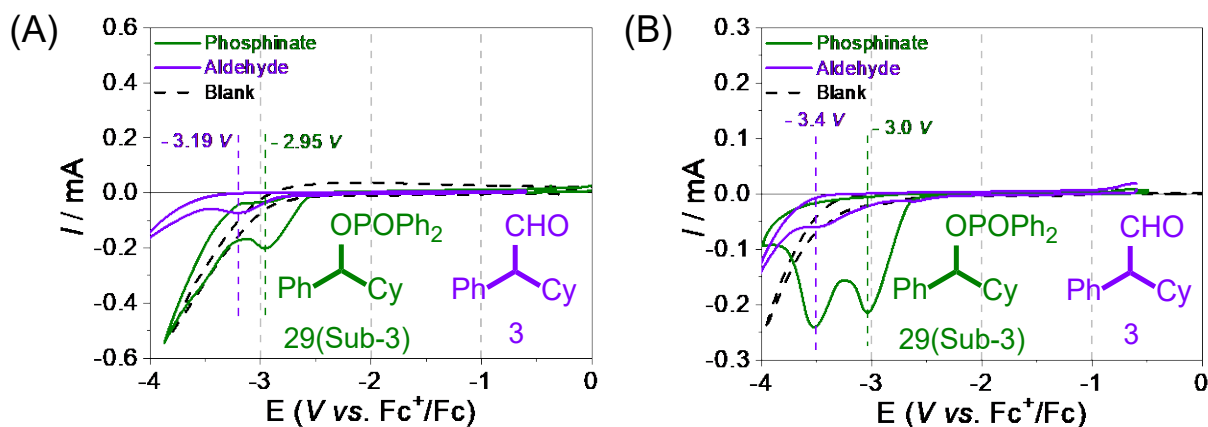 (A)
0.6
0.4
0.2
0.0
-0.2
-0.4
-0.6
I / mA
Phosphinate
Aldehyde
Blank
- 3.19 V
- 2.95 V
OPOPh2
CHO
Ph
Cy
Ph
Cy
29(Sub-3)
3
-4
-3
-2
-1
0
E (V vs. Fc+/Fc)
(B)
0.3
0.2
0.1
0.0
-0.1
-0.2
-0.3
I / mA
Phosphinate
Aldehyde
Blank
- 3.4 V
- 3.0 V
OPOPh2
CHO
Ph
Cy
Ph
Cy
29(Sub-3)
3
-4
-3
-2
-1
0
E (V vs. Fc+/Fc)